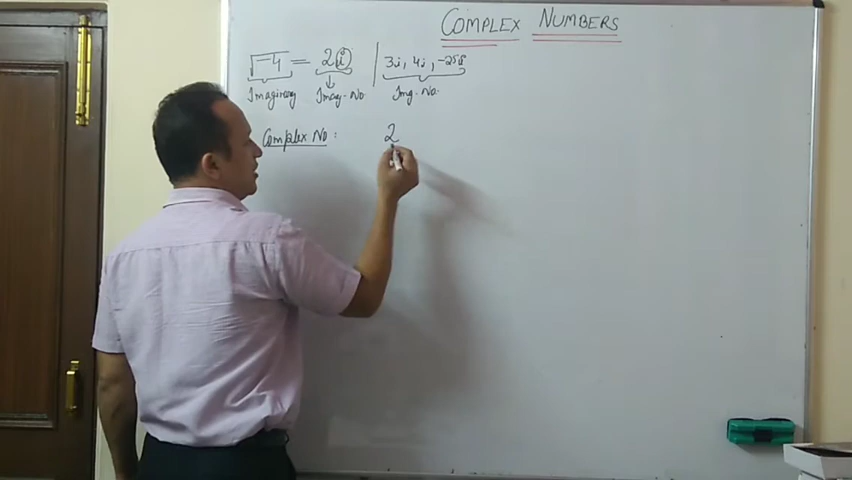 COMPLEX NUMBERS
√-4 = 2i | 3i, 4i, -25i
Imaginary Imag. No Img. No.
Complex No : 2